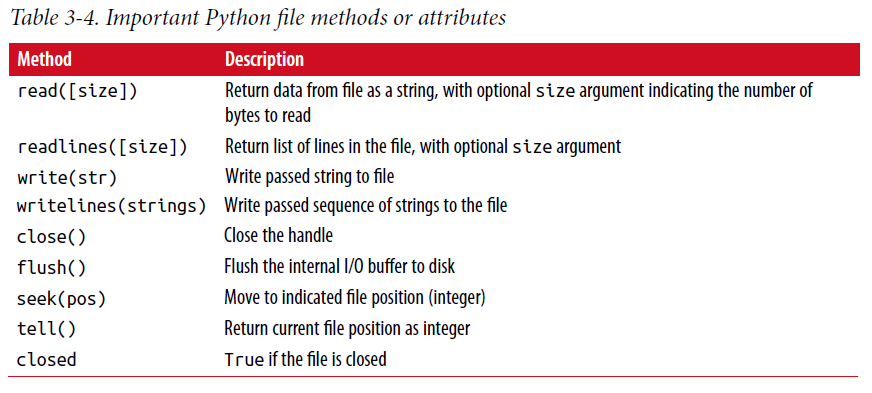 Table 3-4. Important Python file methods or attributes
Method Description
read([size]) Return data from file as a string, with optional size argument indicating the number of
bytes to read
readlines([size]) Return list of lines in the file, with optional size argument
write(str) Write passed string to file
writelines(strings) Write passed sequence of strings to the file
close() Close the handle
flush() Flush the internal I/O buffer to disk
seek(pos) Move to indicated file position (integer)
tell() Return current file position as integer
closed True if the file is closed